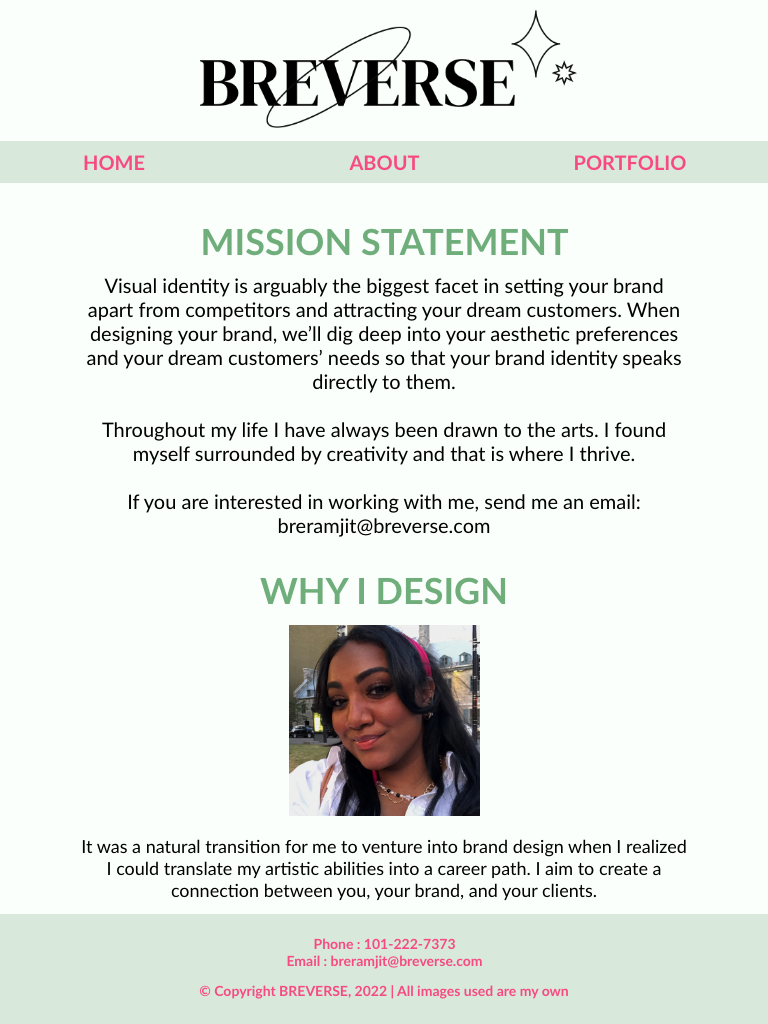 BREVERSE
HOME ABOUT PORTFOLIO
MISSION STATEMENT
Visual identity is arguably the biggest facet in setting your brand
apart from competitors and attracting your dream customers. When
designing your brand, we’ll dig deep into your aesthetic preferences
and your dream customers’ needs so that your brand identity speaks
directly to them.
Throughout my life I have always been drawn to the arts. I found
myself surrounded by creativity and that is where I thrive.
If you are interested in working with me, send me an email:
breramjit@breverse.com
WHY I DESIGN
It was a natural transition for me to venture into brand design when I realized
I could translate my artistic abilities into a career path. I aim to create a
connection between you, your brand, and your clients.
Phone : 101-222-7373
Email : breramjit@breverse.com
© Copyright BREVERSE, 2022 | All images used are my own